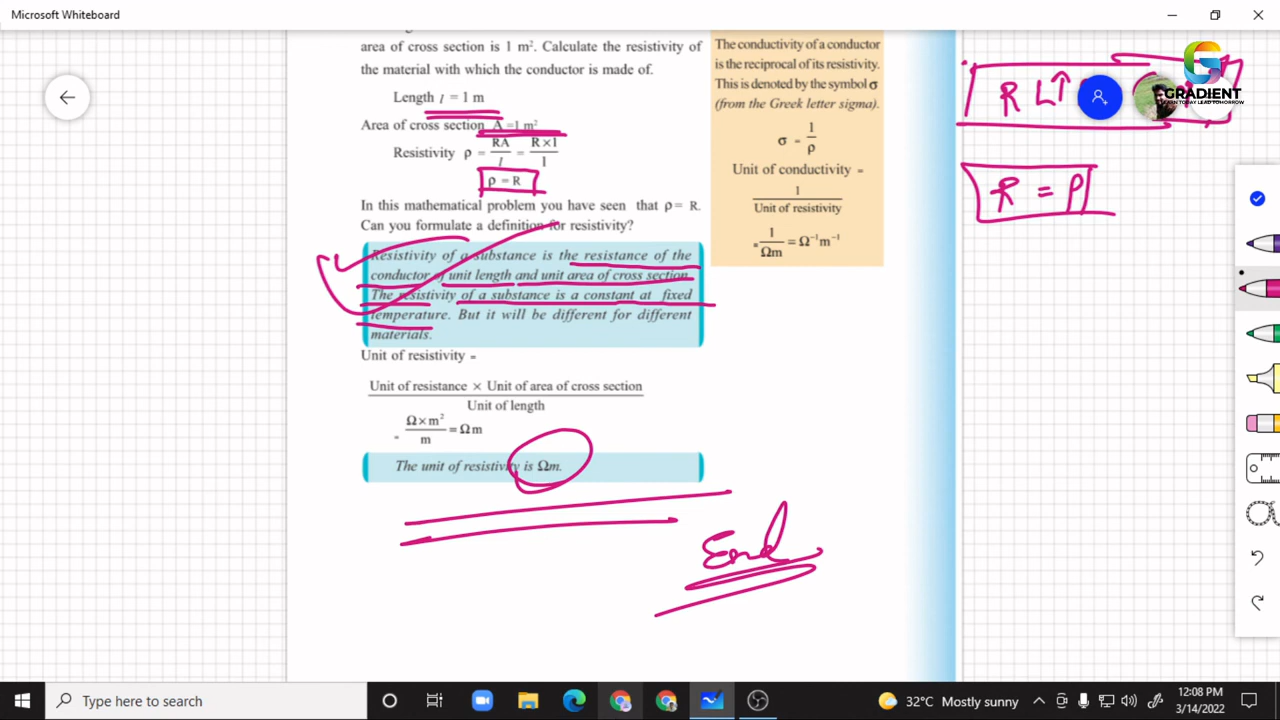 Microsoft Whiteboard
area of cross section is 1 m². Calculate the resistivity of
the material with which the conductor is made of.
Length l = 1 m
Area of cross section A =1 m²
Resistivity ρ = RA/l = R×1/1
ρ = R
In this mathematical problem you have seen that ρ= R.
Can you formulate a definition for resistivity?
Resistivity of a substance is the resistance of the
conductor of unit length and unit area of cross section.
The resistivity of a substance is a constant at fixed
temperature. But it will be different for different
materials.
Unit of resistivity =
Unit of resistance × Unit of area of cross section
Unit of length
= Ω×m²/m = Ωm
The unit of resistivity is Ωm.
End
The conductivity of a conductor
is the reciprocal of its resistivity.
This is denoted by the symbol σ
(from the Greek letter sigma).
σ = 1/ρ
Unit of conductivity =
1
Unit of resistivity
= 1/Ωm = Ω⁻¹m⁻¹
R L↑
R = ρ
GRADIENT
LEARN TODAY LEAD TOMORROW
Type here to search
32°C Mostly sunny
12:08 PM
3/14/2022